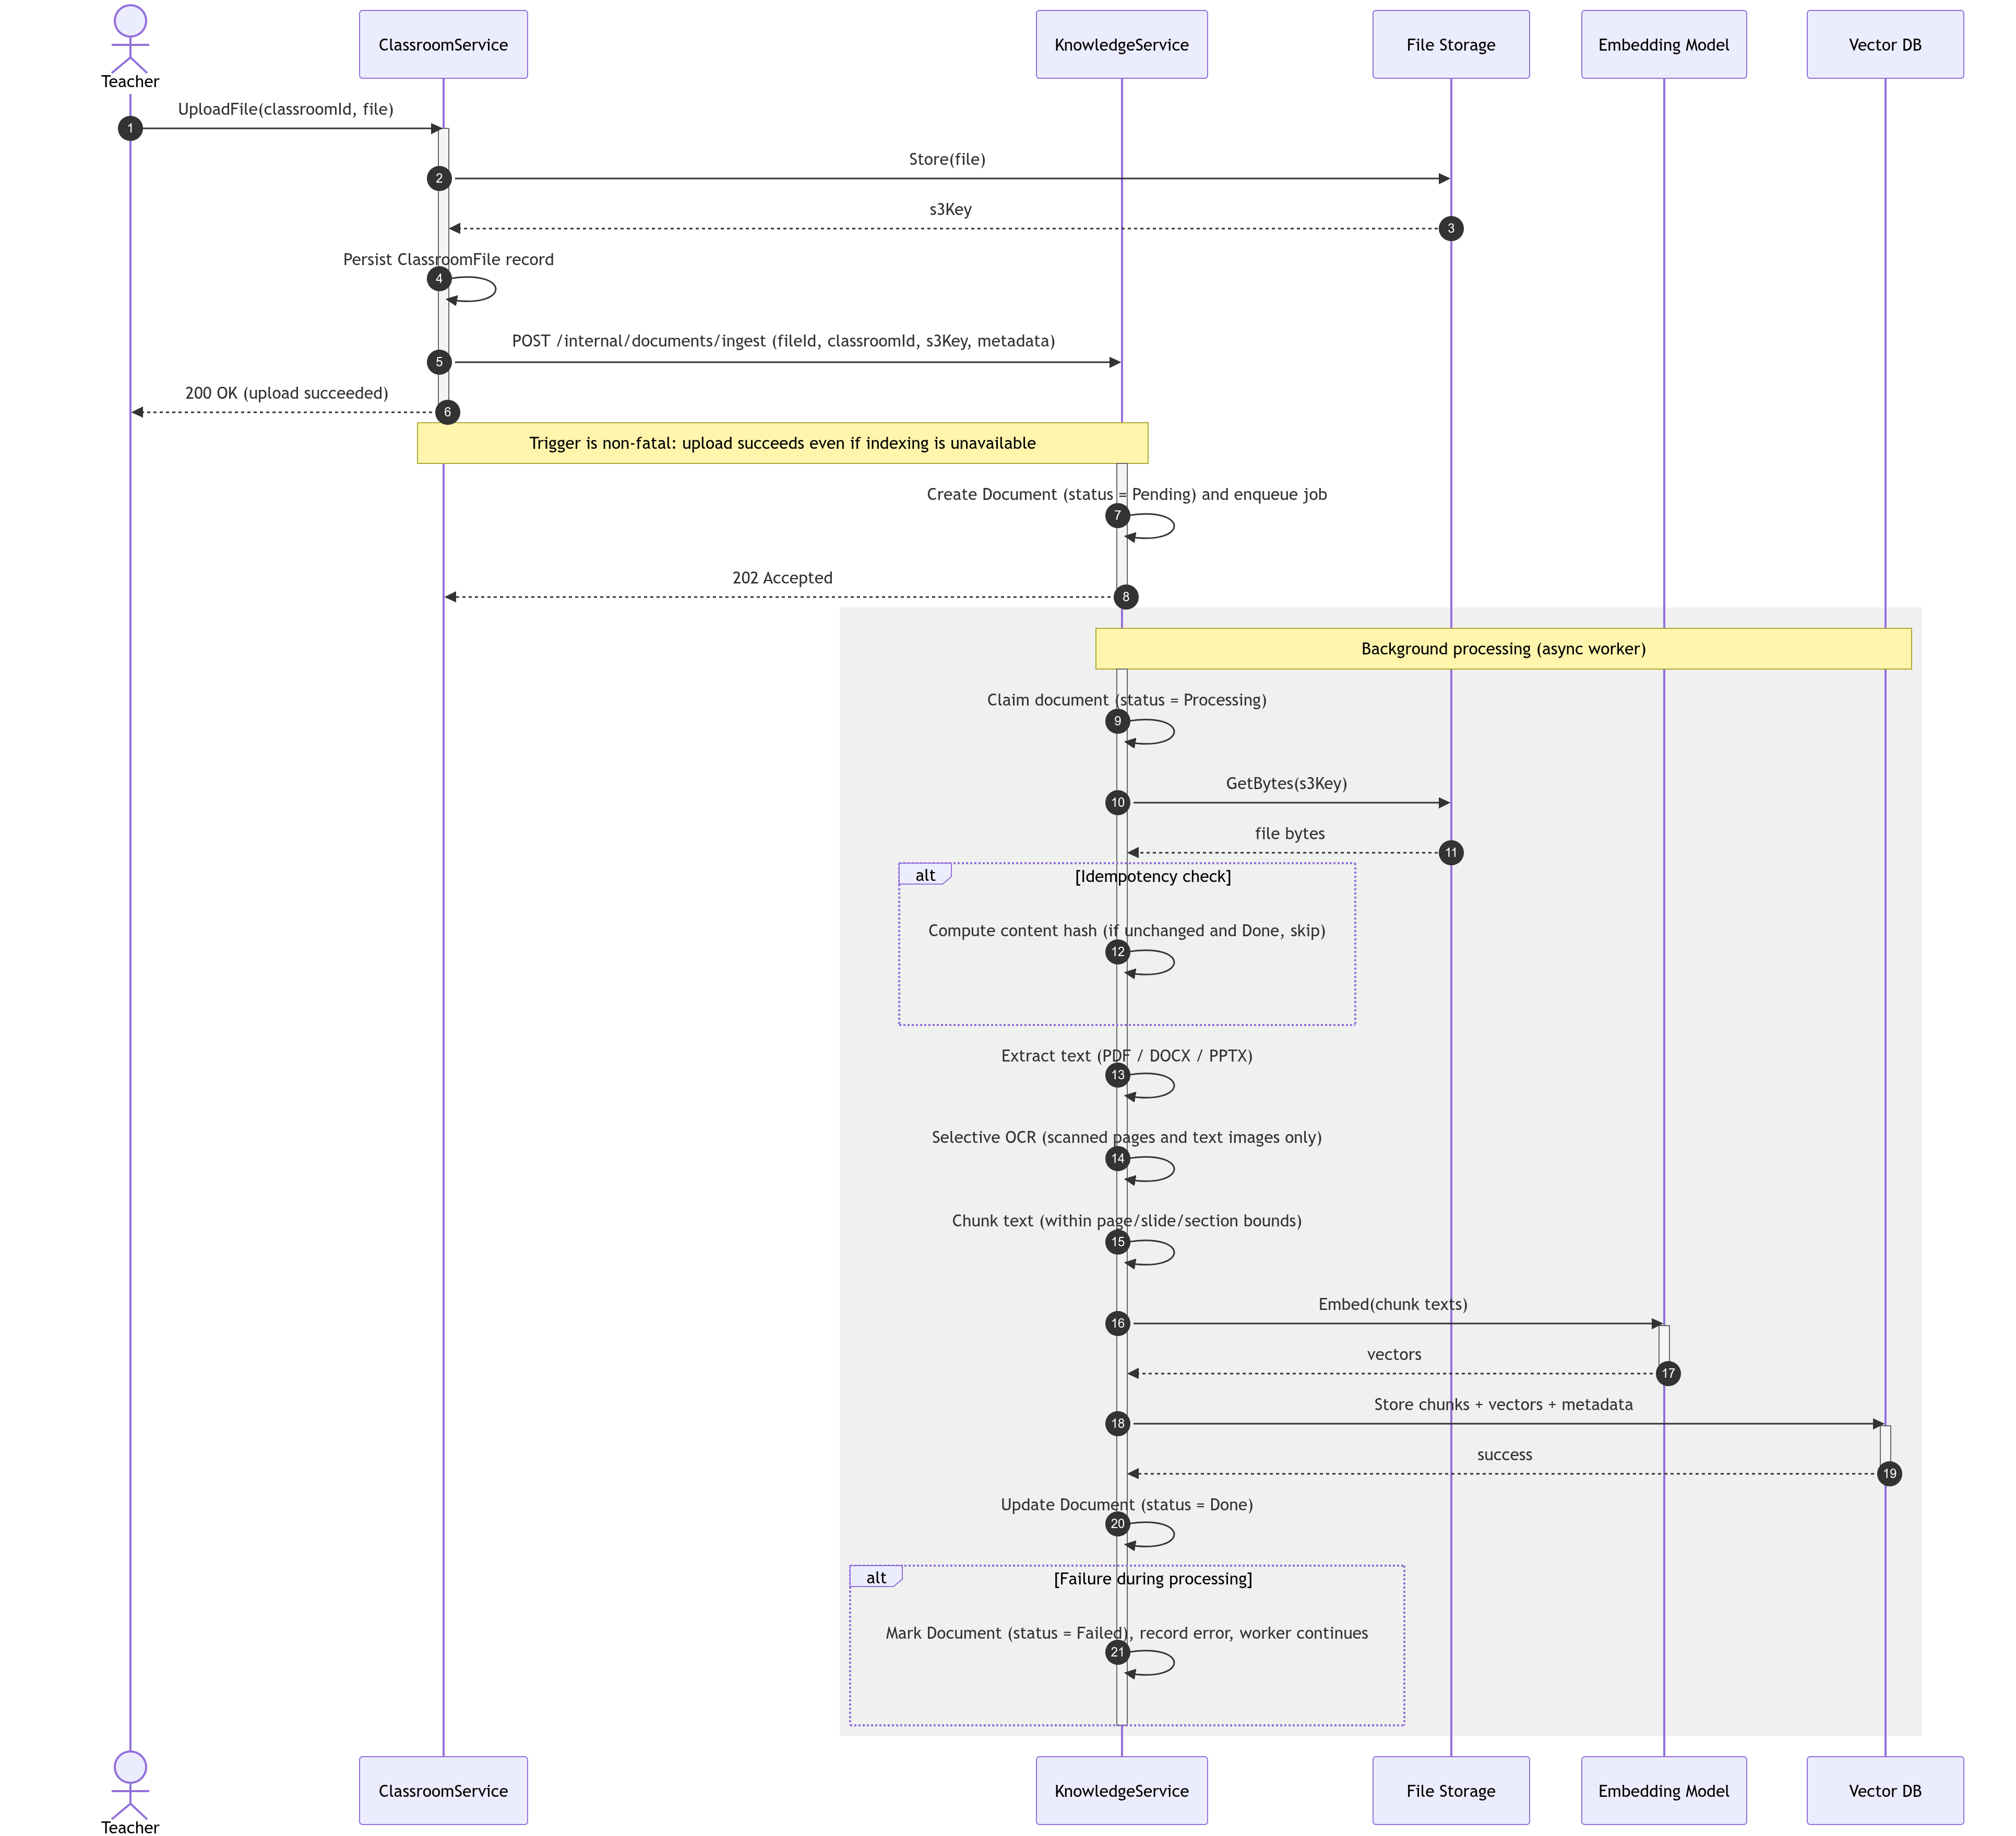 Teacher
ClassroomService
KnowledgeService
File Storage
Embedding Model
Vector DB
UploadFile(classroomId, file)
1
Store(file)
2
s3Key
3
Persist ClassroomFile record
4
POST /internal/documents/ingest (fileId, classroomId, s3Key, metadata)
5
200 OK (upload succeeded)
6
Trigger is non-fatal: upload succeeds even if indexing is unavailable
Create Document (status = Pending) and enqueue job
7
202 Accepted
8
Background processing (async worker)
Claim document (status = Processing)
9
GetBytes(s3Key)
10
file bytes
11
alt
[Idempotency check]
Compute content hash (if unchanged and Done, skip)
12
Extract text (PDF / DOCX / PPTX)
13
Selective OCR (scanned pages and text images only)
14
Chunk text (within page/slide/section bounds)
15
Embed(chunk texts)
16
vectors
17
Store chunks + vectors + metadata
18
success
19
Update Document (status = Done)
20
alt
[Failure during processing]
Mark Document (status = Failed), record error, worker continues
21
Teacher
ClassroomService
KnowledgeService
File Storage
Embedding Model
Vector DB